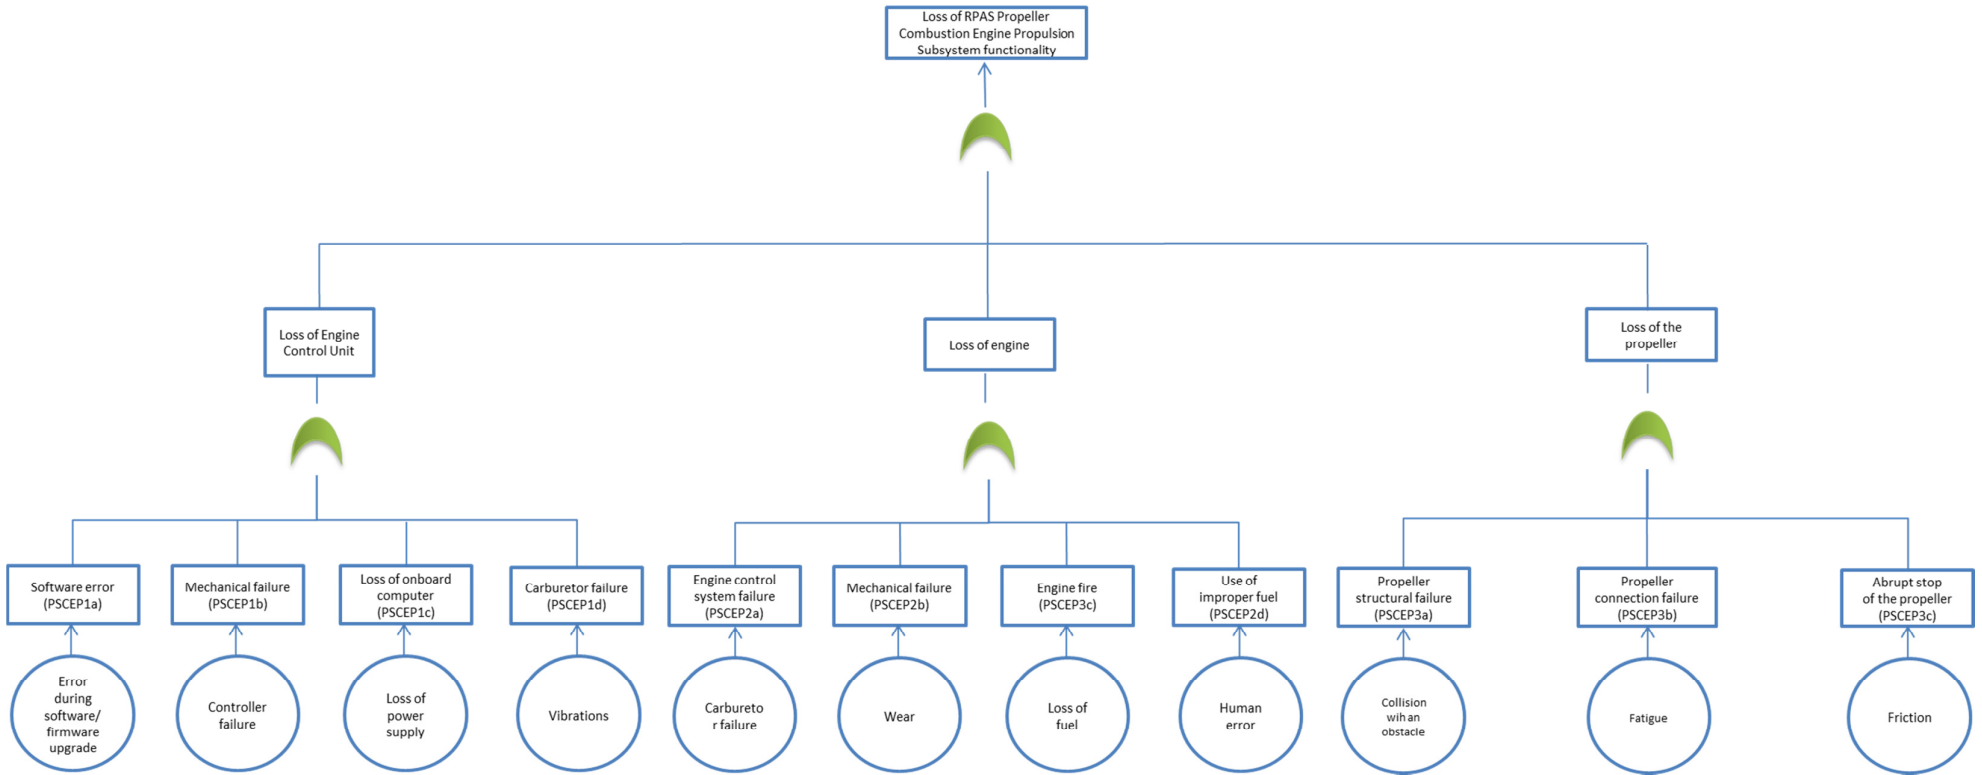 Loss of RPAS Propeller
Combustion Engine Propulsion
Subsystem functionality
Loss of Engine
Control Unit
Loss of engine
Loss of the
propeller
Software error
(PSCEP1a)
Mechanical failure
(PSCEP1b)
Loss of onboard
computer
(PSCEP1c)
Carburetor failure
(PSCEP1d)
Engine control
system failure
(PSCEP2a)
Mechanical failure
(PSCEP2b)
Engine fire
(PSCEP3c)
Use of
improper fuel
(PSCEP2d)
Propeller
structural failure
(PSCEP3a)
Propeller
connection failure
(PSCEP3b)
Abrupt stop
of the propeller
(PSCEP3c)
Error
during
software/
firmware
upgrade
Controller
failure
Loss of
power
supply
Vibrations
Carbureto
r failure
Wear
Loss of
fuel
Human
error
Collision
wih an
obstacle
Fatigue
Friction